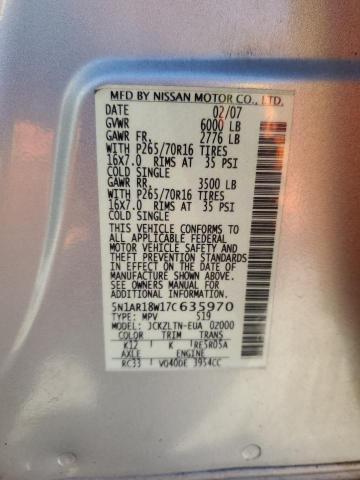 MFD BY NISSAN MOTOR CO., LTD.
DATE 02/07
GVWR 6000 LB
GAWR FR. 2776 LB
WITH P265/70R16 TIRES
16X7.0 RIMS AT 35 PSI
COLD SINGLE
GAWR RR. 3500 LB
WITH P265/70R16 TIRES
16X7.0 RIMS AT 35 PSI
COLD SINGLE
THIS VEHICLE CONFORMS TO
ALL APPLICABLE FEDERAL
MOTOR VEHICLE SAFETY AND
THEFT PREVENTION STANDARDS
IN EFFECT ON THE DATE OF
MANUFACTURE SHOWN ABOVE.
SEE OWNERS MANUAL FOR
ADDITIONAL INFORMATION
5N1AR18W17C635970
TYPE: MPV 519
MODEL: JCKZLTN-EUA 02000
COLOR TRIM TRANS
K12 K RE5R05A
AXLE ENGINE
RC33 VQ40DE 3954CC